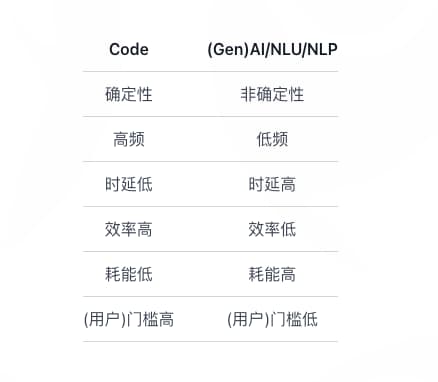 Code (Gen)AI/NLU/NLP
确定性 非确定性
高频 低频
时延低 时延高
效率高 效率低
耗能低 耗能高
(用户)门槛高 (用户)门槛低